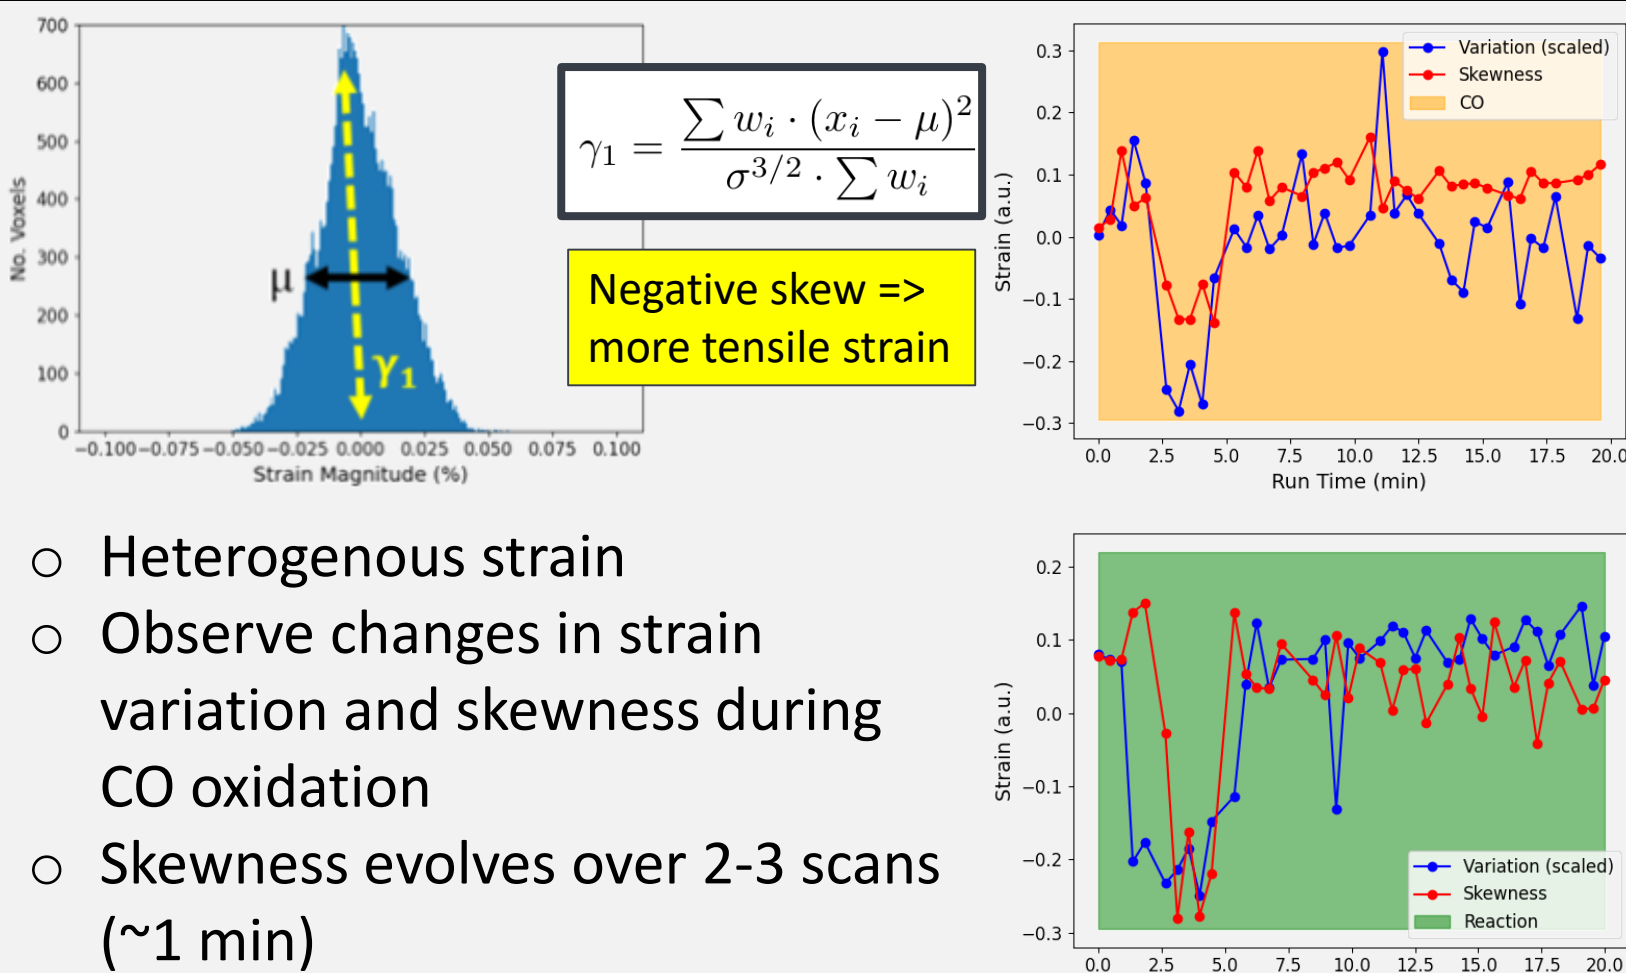 700
600
500
400
300
200
100
0
No. Voxels
μ
γ1
−0.100 −0.075 −0.050 −0.025 0.000 0.025 0.050 0.075 0.100
Strain Magnitude (%)
γ₁ = ∑ wᵢ · (xᵢ − μ)² / σ^{3/2} · ∑ wᵢ
Negative skew =>
more tensile strain
0.3
0.2
0.1
0.0
−0.1
−0.2
−0.3
Strain (a.u.)
Variation (scaled)
Skewness
CO
0.0 2.5 5.0 7.5 10.0 12.5 15.0 17.5 20.0
Run Time (min)
○ Heterogenous strain
○ Observe changes in strain
variation and skewness during
CO oxidation
○ Skewness evolves over 2-3 scans
(~1 min)
0.2
0.1
0.0
−0.1
−0.2
−0.3
Strain (a.u.)
Variation (scaled)
Skewness
Reaction
0.0 2.5 5.0 7.5 10.0 12.5 15.0 17.5 20.0